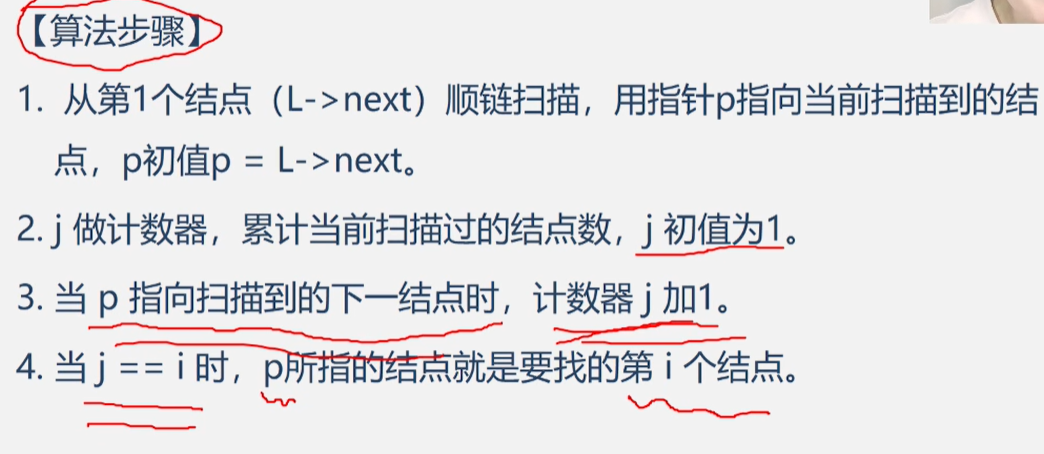 【算法步骤】
1. 从第1个结点（L->next）顺链扫描，用指针p指向当前扫描到的结
点，p初值p = L->next。
2. j 做计数器，累计当前扫描过的结点数，j 初值为1。
3. 当 p 指向扫描到的下一结点时，计数器 j 加1。
4. 当 j == i 时，p所指的结点就是要找的第 i 个结点。